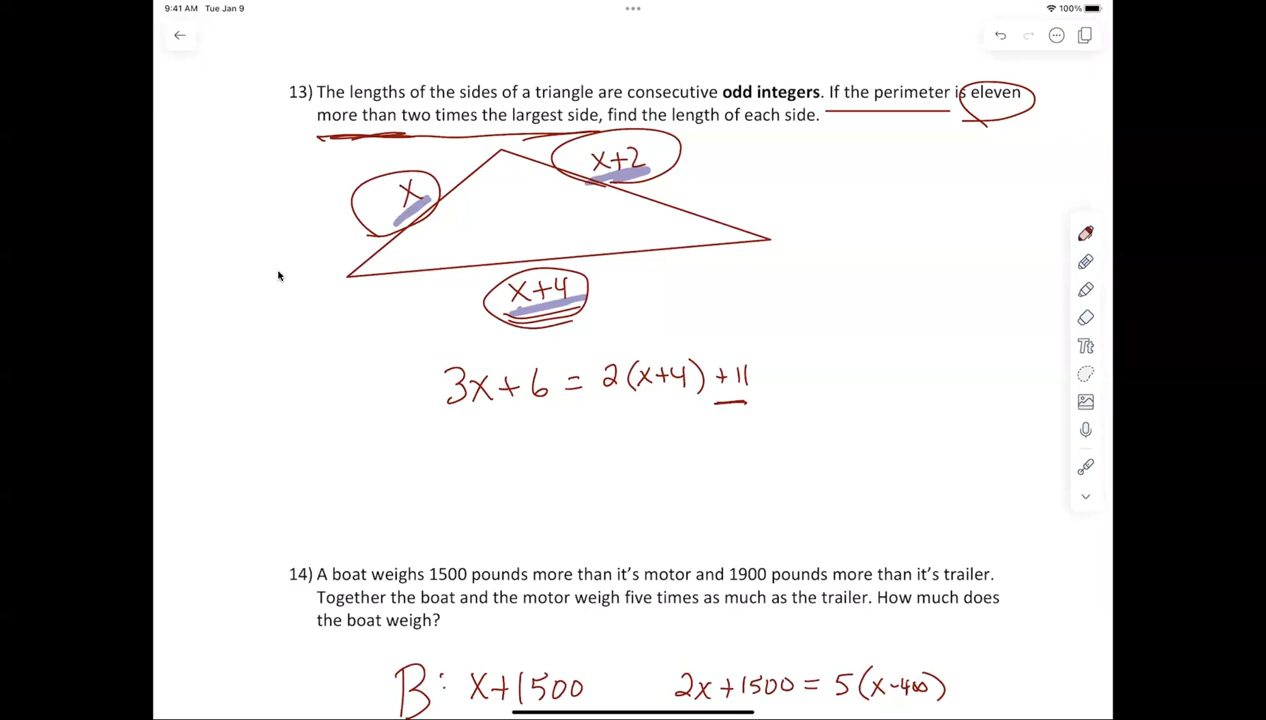 9:41 AM Tue Jan 9
100%
13) The lengths of the sides of a triangle are consecutive odd integers. If the perimeter is eleven
more than two times the largest side, find the length of each side.
x+2
x
x+4
3x+6 = 2(x+4) +11
Tt
14) A boat weighs 1500 pounds more than it's motor and 1900 pounds more than it's trailer.
Together the boat and the motor weigh five times as much as the trailer. How much does
the boat weigh?
B: x+1500 2x+1500 = 5(x-400)